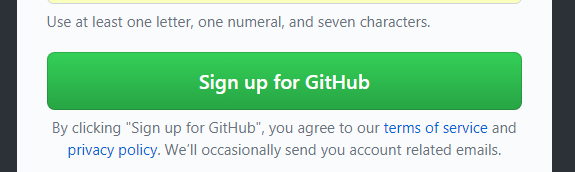 Use at least one letter, one numeral, and seven characters.
Sign up for GitHub
By clicking "Sign up for GitHub", you agree to our terms of service and
privacy policy. We'll occasionally send you account related emails.